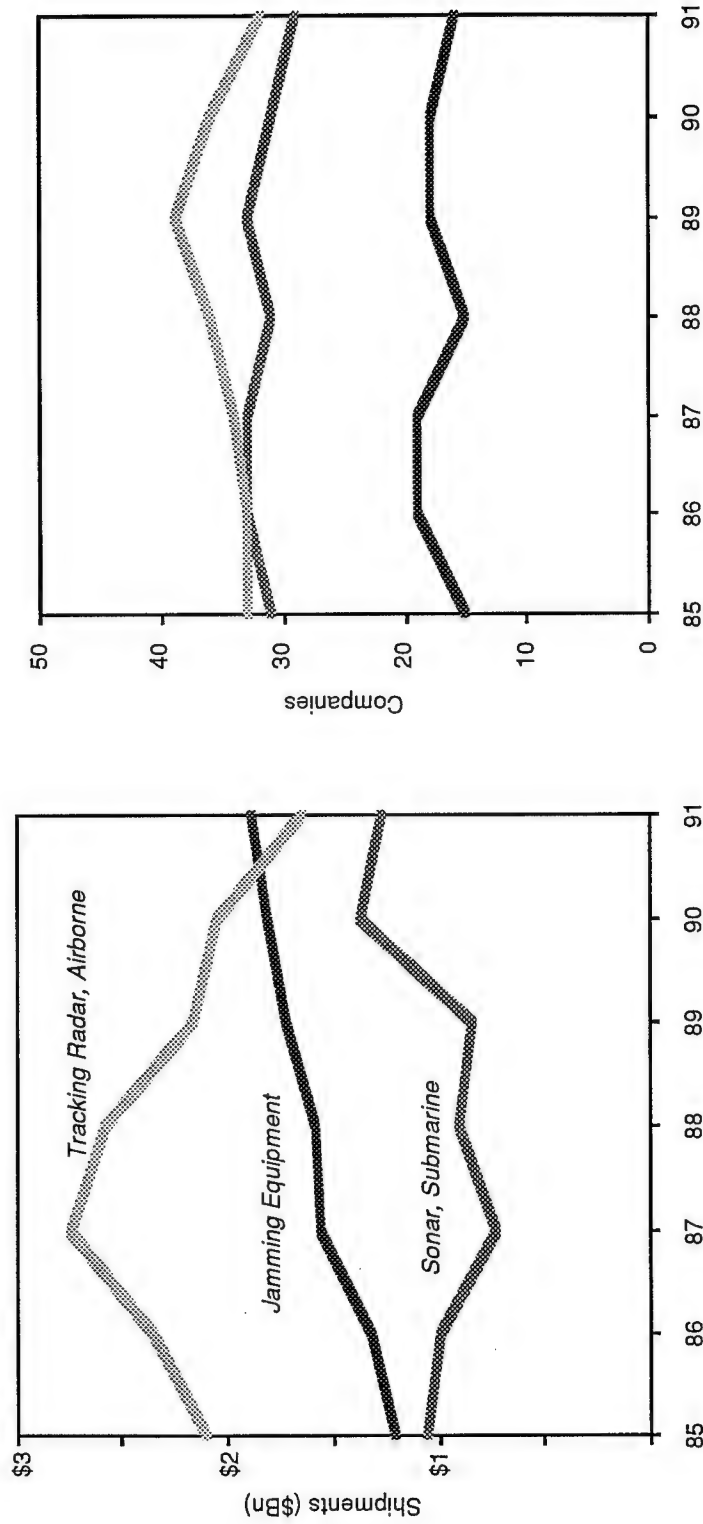 $3
$2
$1
Shipments ($Bn)
Tracking Radar, Airborne
Jamming Equipment
Sonar, Submarine
85 86 87 88 89 90 91
50
40
30
20
10
0
Companies
85 86 87 88 89 90 91